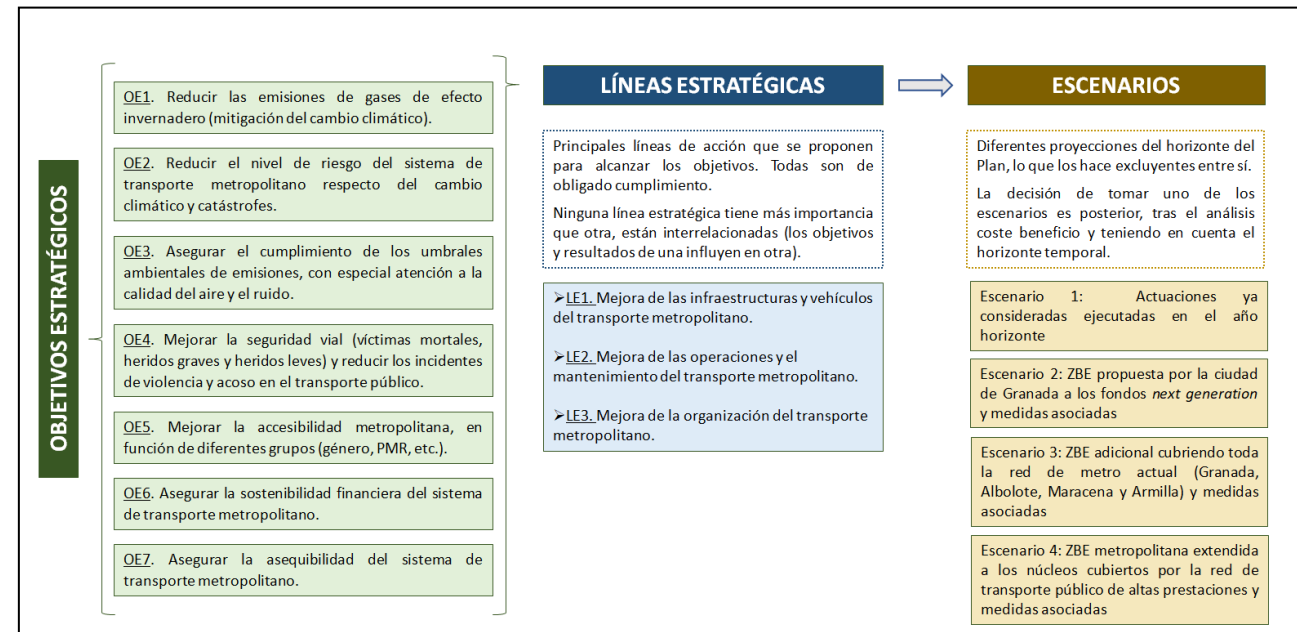 OBJETIVOS ESTRATÉGICOS
OE1. Reducir las emisiones de gases de efecto
invernadero (mitigación del cambio climático).
OE2. Reducir el nivel de riesgo del sistema de
transporte metropolitano respecto del cambio
climático y catástrofes.
OE3. Asegurar el cumplimiento de los umbrales
ambientales de emisiones, con especial atención a la
calidad del aire y el ruido.
OE4. Mejorar la seguridad vial (víctimas mortales,
heridos graves y heridos leves) y reducir los incidentes
de violencia y acoso en el transporte público.
OE5. Mejorar la accesibilidad metropolitana, en
función de diferentes grupos (género, PMR, etc.).
OE6. Asegurar la sostenibilidad financiera del sistema
de transporte metropolitano.
OE7. Asegurar la asequibilidad del sistema de
transporte metropolitano.
LÍNEAS ESTRATÉGICAS
Principales líneas de acción que se proponen
para alcanzar los objetivos. Todas son de
obligado cumplimiento.
Ninguna línea estratégica tiene más importancia
que otra, están interrelacionadas (los objetivos
y resultados de una influyen en otra).
➢LE1. Mejora de las infraestructuras y vehículos
del transporte metropolitano.
➢LE2. Mejora de las operaciones y el
mantenimiento del transporte metropolitano.
➢LE3. Mejora de la organización del transporte
metropolitano.
ESCENARIOS
Diferentes proyecciones del horizonte del
Plan, lo que los hace excluyentes entre sí.
La decisión de tomar uno de los
escenarios es posterior, tras el análisis
coste beneficio y teniendo en cuenta el
horizonte temporal.
Escenario 1: Actuaciones ya
consideradas ejecutadas en el año
horizonte
Escenario 2: ZBE propuesta por la ciudad
de Granada a los fondos next generation
y medidas asociadas
Escenario 3: ZBE adicional cubriendo toda
la red de metro actual (Granada,
Albolote, Maracena y Armilla) y medidas
asociadas
Escenario 4: ZBE metropolitana extendida
a los núcleos cubiertos por la red de
transporte público de altas prestaciones y
medidas asociadas